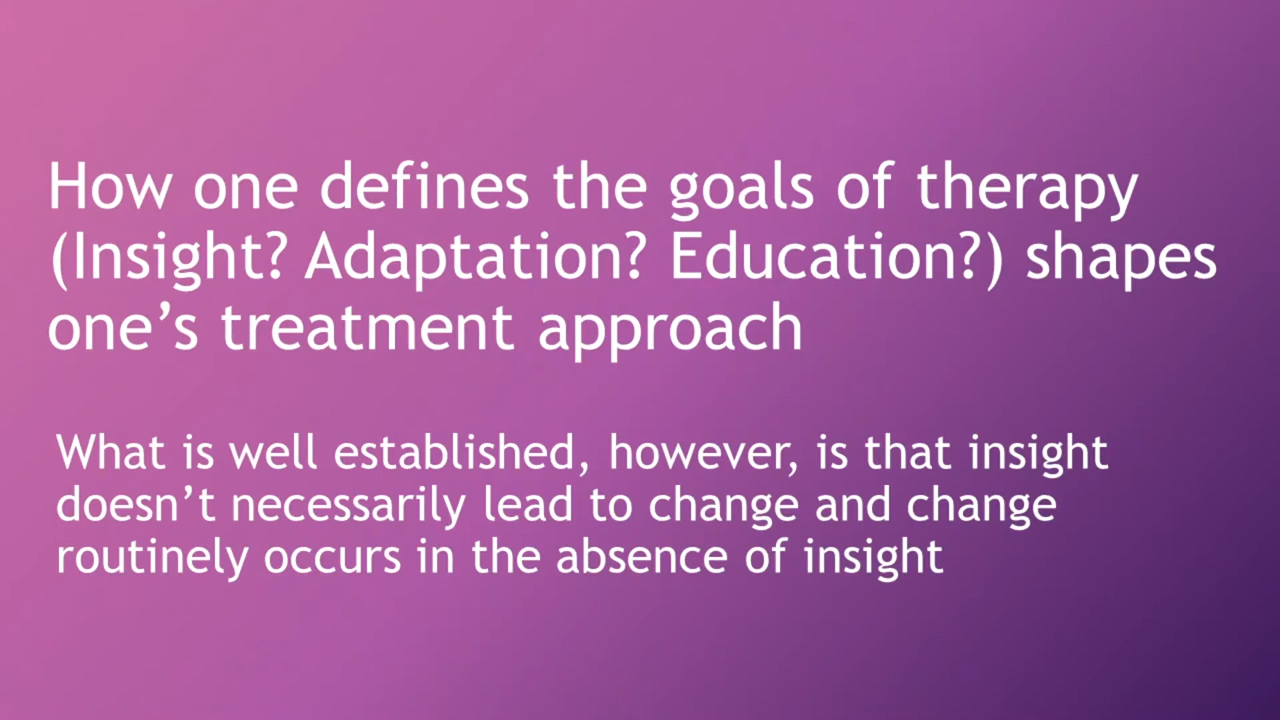 How one defines the goals of therapy
(Insight? Adaptation? Education?) shapes
one’s treatment approach
What is well established, however, is that insight
doesn’t necessarily lead to change and change
routinely occurs in the absence of insight